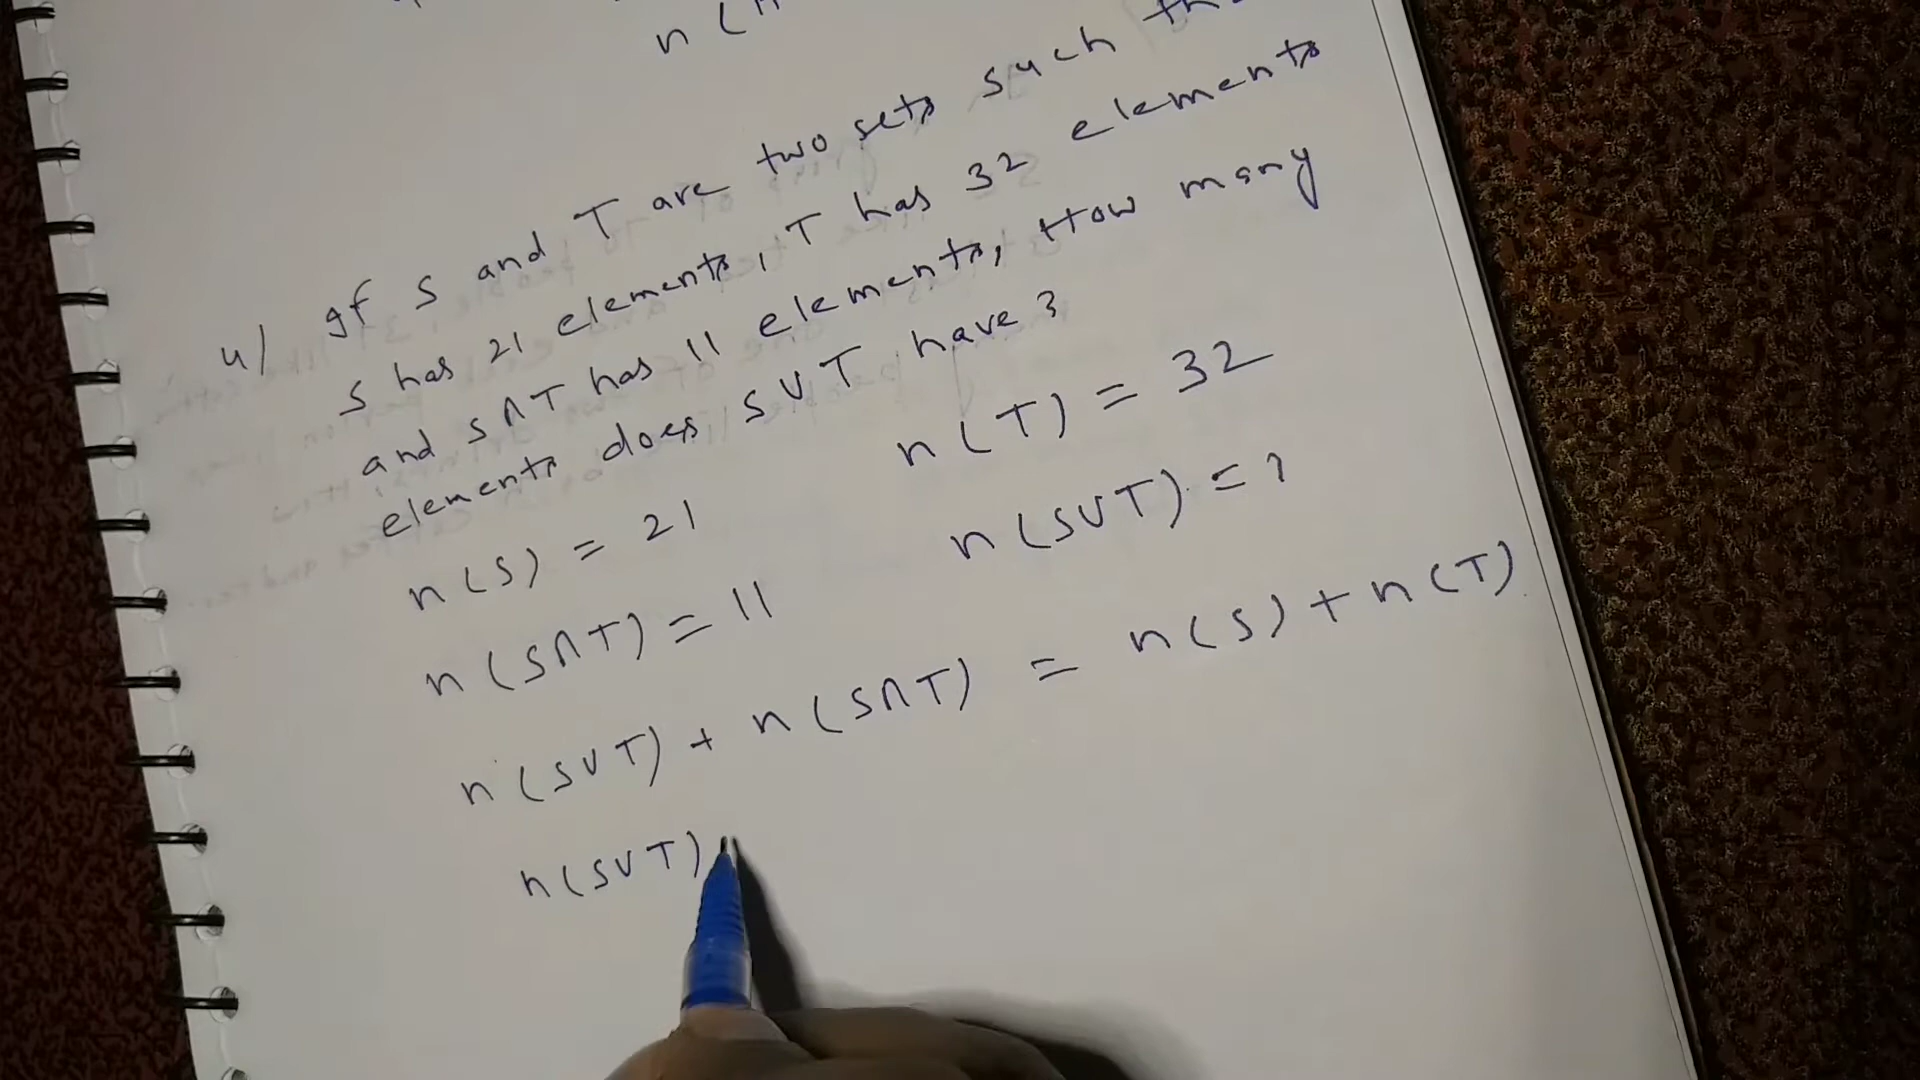 n(
4) If S and T are two sets such
S has 21 elements, T has 32 elements
and S∩T has 11 elements, How many
elements does S∪T have?
n(S) = 21 n(T) = 32
n(S∩T) = 11 n(S∪T) = ?
n(S∪T) + n(S∩T) = n(S) + n(T)
n(S∪T)